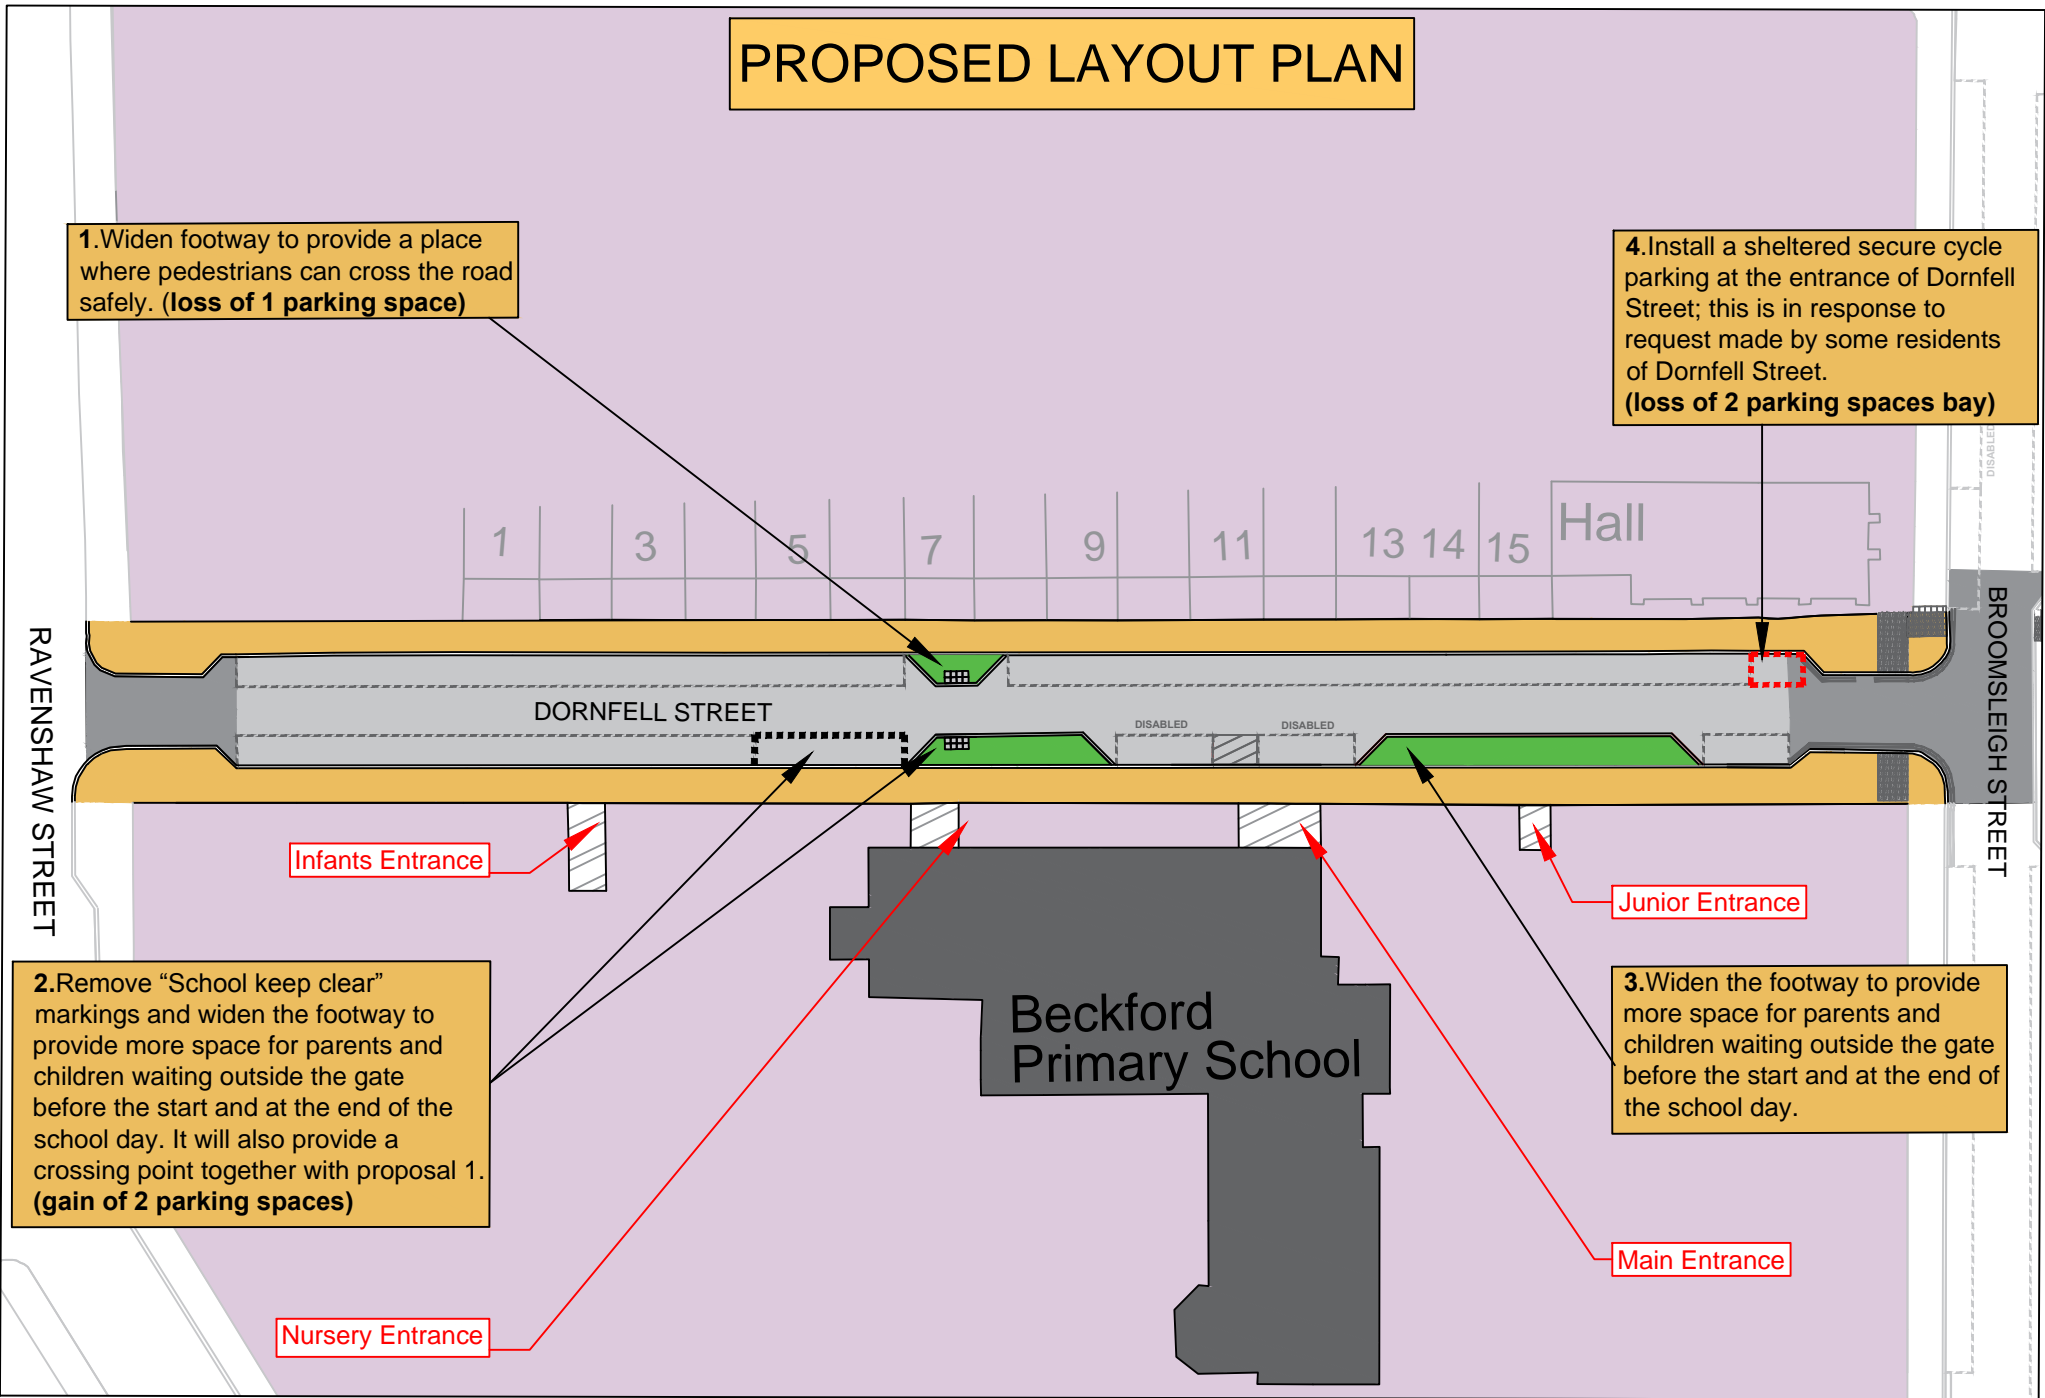 PROPOSED LAYOUT PLAN
1.Widen footway to provide a place
where pedestrians can cross the road
safely. (loss of 1 parking space)
4.Install a sheltered secure cycle
parking at the entrance of Dornfell
Street; this is in response to
request made by some residents
of Dornfell Street.
(loss of 2 parking spaces bay)
DISABLED
1
3
5
7
9
11
13
14
15
Hall
RAVENSHAW STREET
BROOMSLEIGH STREET
DORNFELL STREET
DISABLED
DISABLED
Infants Entrance
Junior Entrance
2.Remove “School keep clear”
markings and widen the footway to
provide more space for parents and
children waiting outside the gate
before the start and at the end of the
school day. It will also provide a
crossing point together with proposal 1.
(gain of 2 parking spaces)
Beckford
Primary School
3.Widen the footway to provide
more space for parents and
children waiting outside the gate
before the start and at the end of
the school day.
Main Entrance
Nursery Entrance